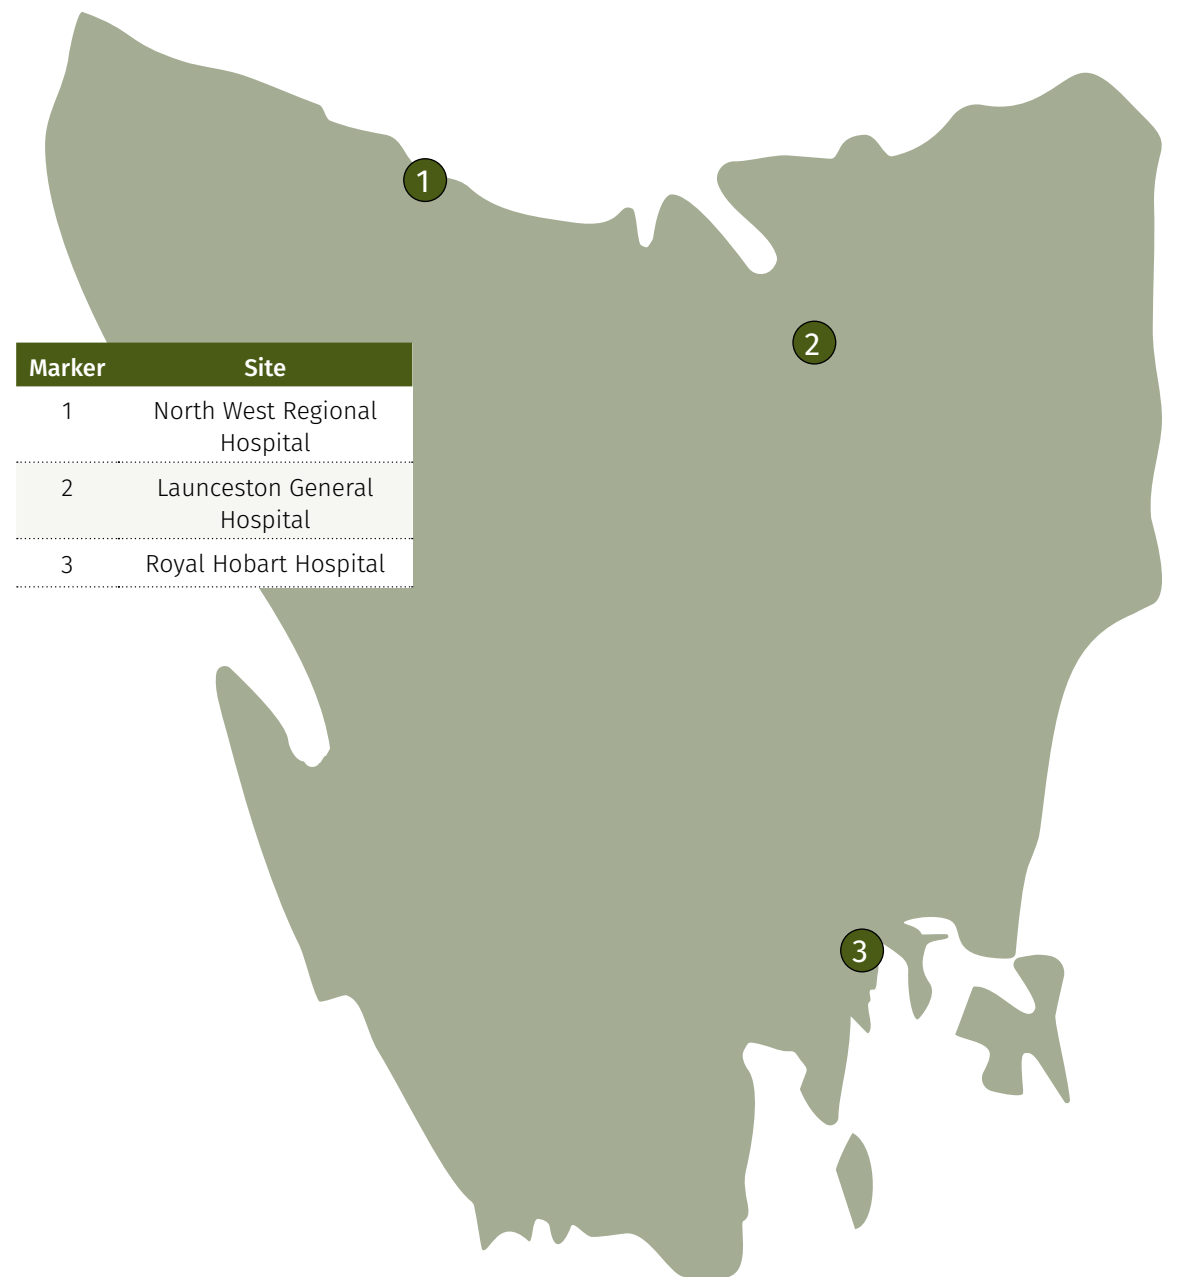 1
2
Marker Site
1 North West Regional
Hospital
2 Launceston General
Hospital
3 Royal Hobart Hospital
3